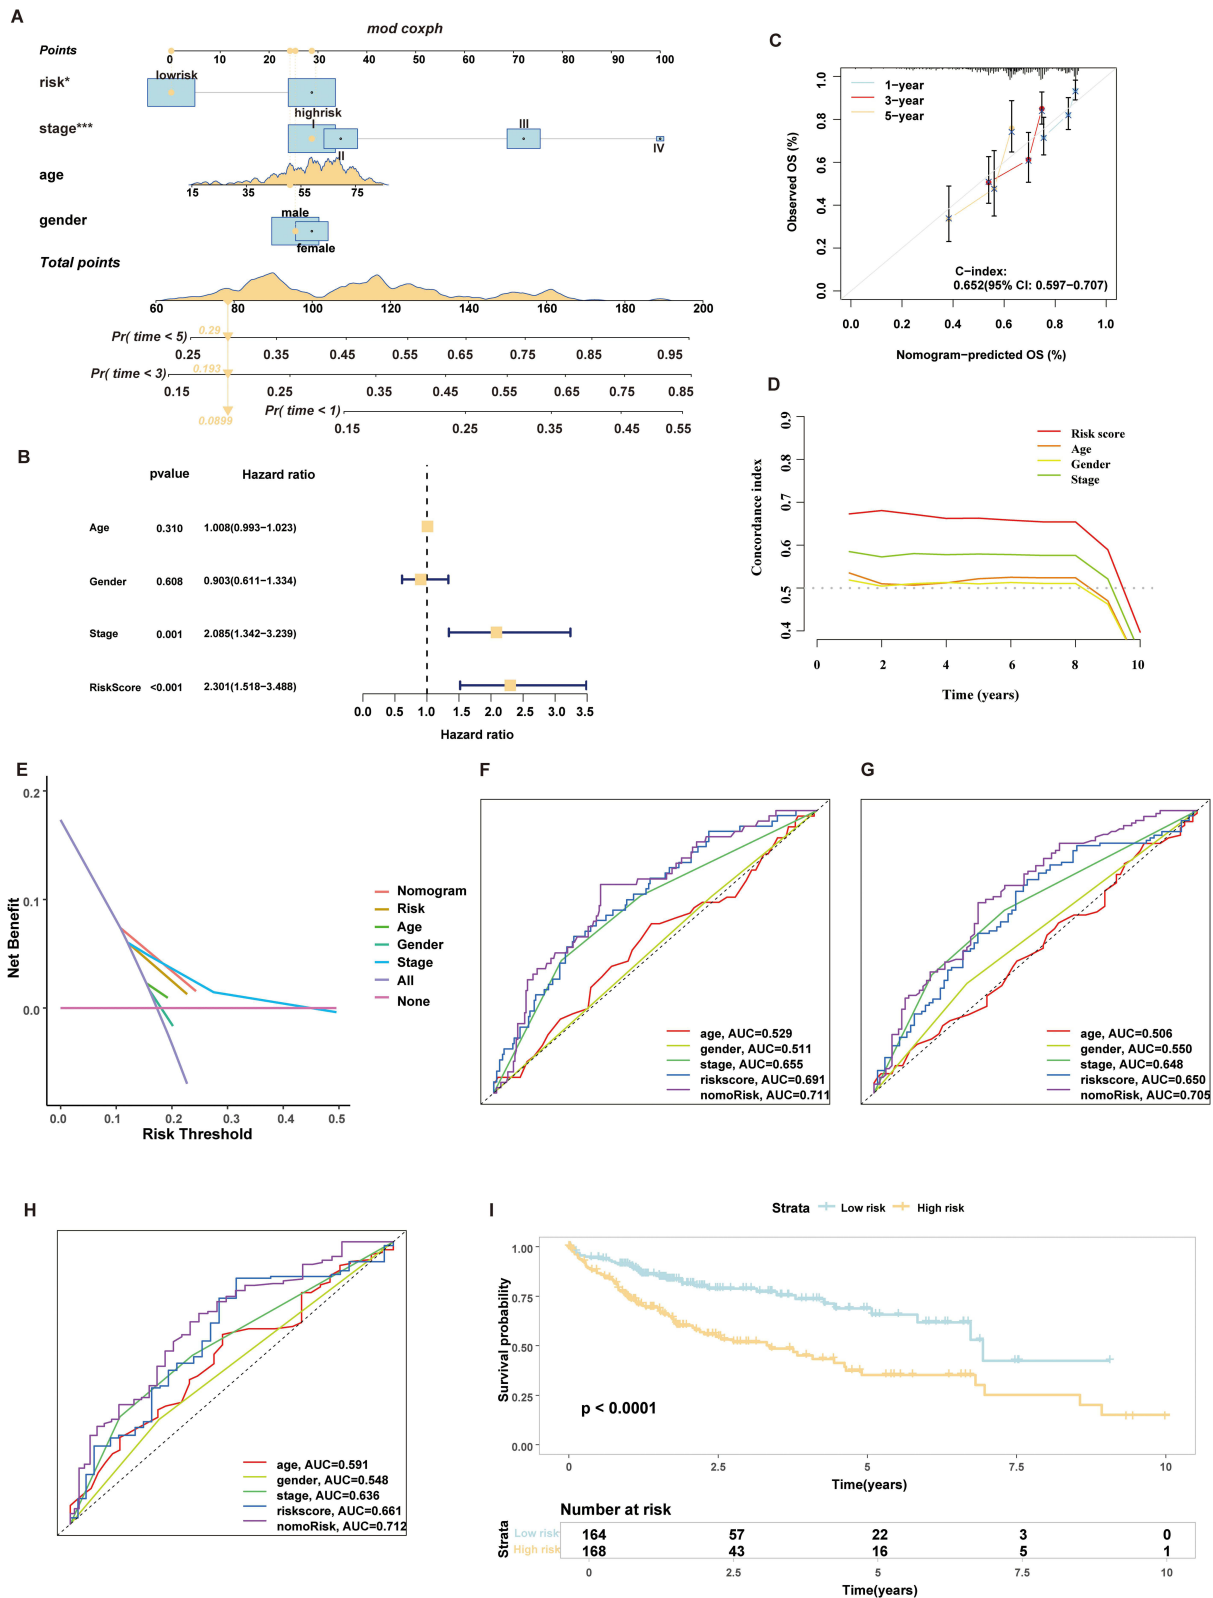 A
mod coxph
Points
0 10 20 30 40 50 60 70 80 90 100
lowrisk
risk*
highrisk
stage***
I
III
II
IV
age
15 35 55 75
gender
male
female
Total points
60 80 100 120 140 160 180 200
Pr( time < 5)
0.29
0.25 0.35 0.45 0.55 0.65 0.75 0.85 0.95
Pr( time < 3)
0.193
0.15 0.25 0.35 0.45 0.55 0.65 0.75 0.85
Pr( time < 1)
0.0899
0.15 0.25 0.35 0.45 0.55
B
pvalue Hazard ratio
Age 0.310 1.008(0.993−1.023)
Gender 0.608 0.903(0.611−1.334)
Stage 0.001 2.085(1.342−3.239)
RiskScore <0.001 2.301(1.518−3.488)
0.0 0.5 1.0 1.5 2.0 2.5 3.0 3.5
Hazard ratio
C
1−year
3−year
5−year
Observed OS (%)
0.0 0.2 0.4 0.6 0.8 1.0
C−index:
0.652(95% CI: 0.597−0.707)
0.0 0.2 0.4 0.6 0.8 1.0
Nomogram−predicted OS (%)
D
Risk score
Age
Gender
Stage
Concordance index
0.4 0.5 0.6 0.7 0.8 0.9
0 2 4 6 8 10
Time (years)
E
Net Benefit
0.2
0.1
0.0
Nomogram
Risk
Age
Gender
Stage
All
None
0.0 0.1 0.2 0.3 0.4 0.5
Risk Threshold
F
age, AUC=0.529
gender, AUC=0.511
stage, AUC=0.655
riskscore, AUC=0.691
nomoRisk, AUC=0.711
G
age, AUC=0.506
gender, AUC=0.550
stage, AUC=0.648
riskscore, AUC=0.650
nomoRisk, AUC=0.705
H
age, AUC=0.591
gender, AUC=0.548
stage, AUC=0.636
riskscore, AUC=0.661
nomoRisk, AUC=0.712
I
Strata Low risk High risk
Survival probability
1.00
0.75
0.50
0.25
0.00
p < 0.0001
0 2.5 5 7.5 10
Time(years)
Number at risk
Strata
Low risk 164 57 22 3 0
High risk 168 43 16 5 1
0 2.5 5 7.5 10
Time(years)